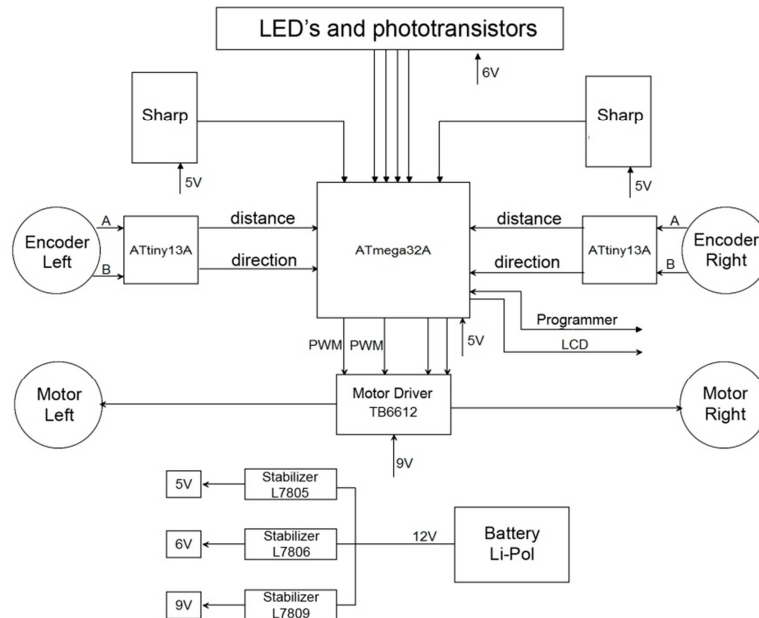 LED's and phototransistors
6V
Sharp
Sharp
5V
5V
A
distance
distance
A
Encoder
Left
ATtiny13A
ATmega32A
ATtiny13A
Encoder
Right
B
direction
direction
B
Programmer
PWM
PWM
5V
LCD
Motor
Left
Motor Driver
TB6612
Motor
Right
9V
5V
Stabilizer
L7805
6V
Stabilizer
L7806
12V
Battery
Li-Pol
9V
Stabilizer
L7809